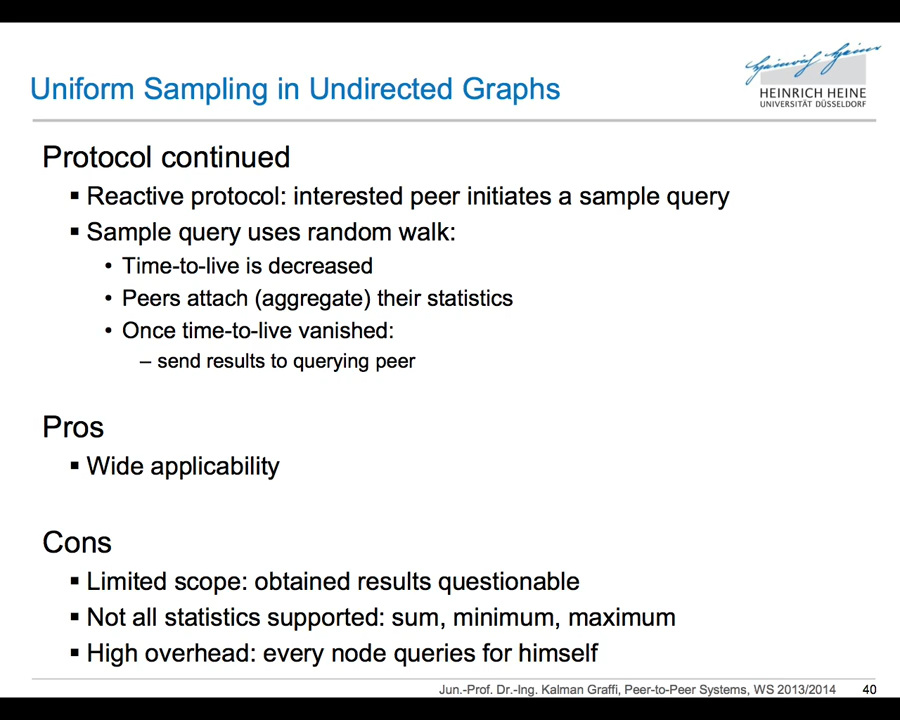 Heinrich Heine
HEINRICH HEINE
UNIVERSITÄT DÜSSELDORF
Uniform Sampling in Undirected Graphs
Protocol continued
▪ Reactive protocol: interested peer initiates a sample query
▪ Sample query uses random walk:
• Time-to-live is decreased
• Peers attach (aggregate) their statistics
• Once time-to-live vanished:
– send results to querying peer
Pros
▪ Wide applicability
Cons
▪ Limited scope: obtained results questionable
▪ Not all statistics supported: sum, minimum, maximum
▪ High overhead: every node queries for himself
Jun.-Prof. Dr.-Ing. Kalman Graffi, Peer-to-Peer Systems, WS 2013/2014 40